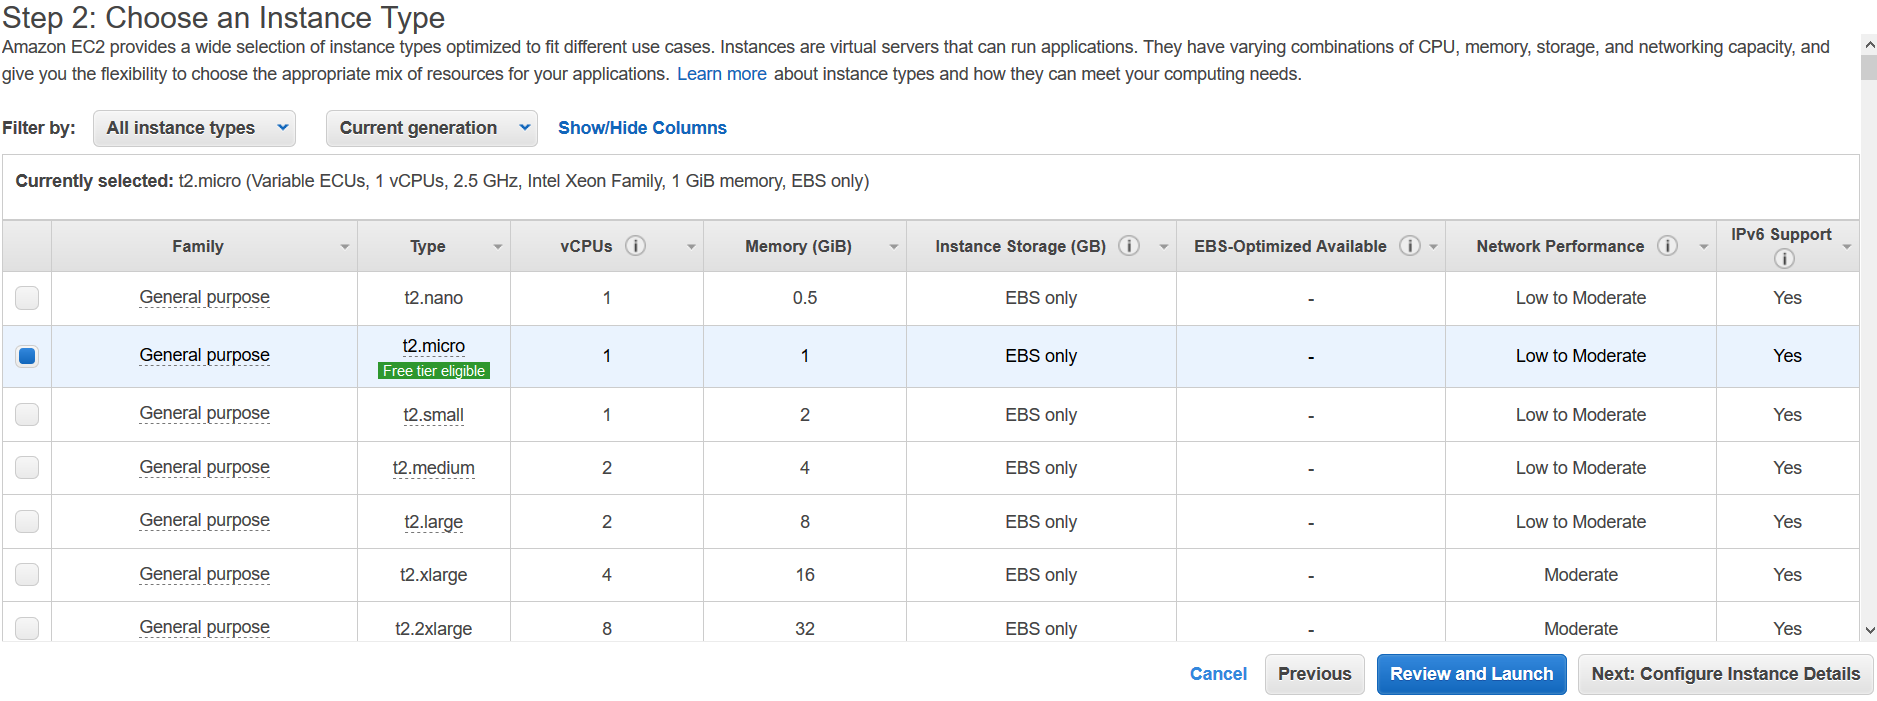 Step 2: Choose an Instance Type
Amazon EC2 provides a wide selection of instance types optimized to fit different use cases. Instances are virtual servers that can run applications. They have varying combinations of CPU, memory, storage, and networking capacity, and
give you the flexibility to choose the appropriate mix of resources for your applications. Learn more about instance types and how they can meet your computing needs.
Filter by: All instance types Current generation Show/Hide Columns
Currently selected: t2.micro (Variable ECUs, 1 vCPUs, 2.5 GHz, Intel Xeon Family, 1 GiB memory, EBS only)
Family Type vCPUs Memory (GiB) Instance Storage (GB) EBS-Optimized Available Network Performance IPv6 Support
General purpose t2.nano 1 0.5 EBS only - Low to Moderate Yes
General purpose t2.micro 1 1 EBS only - Low to Moderate Yes
Free tier eligible
General purpose t2.small 1 2 EBS only - Low to Moderate Yes
General purpose t2.medium 2 4 EBS only - Low to Moderate Yes
General purpose t2.large 2 8 EBS only - Low to Moderate Yes
General purpose t2.xlarge 4 16 EBS only - Moderate Yes
General purpose t2.2xlarge 8 32 EBS only - Moderate Yes
Cancel Previous Review and Launch Next: Configure Instance Details